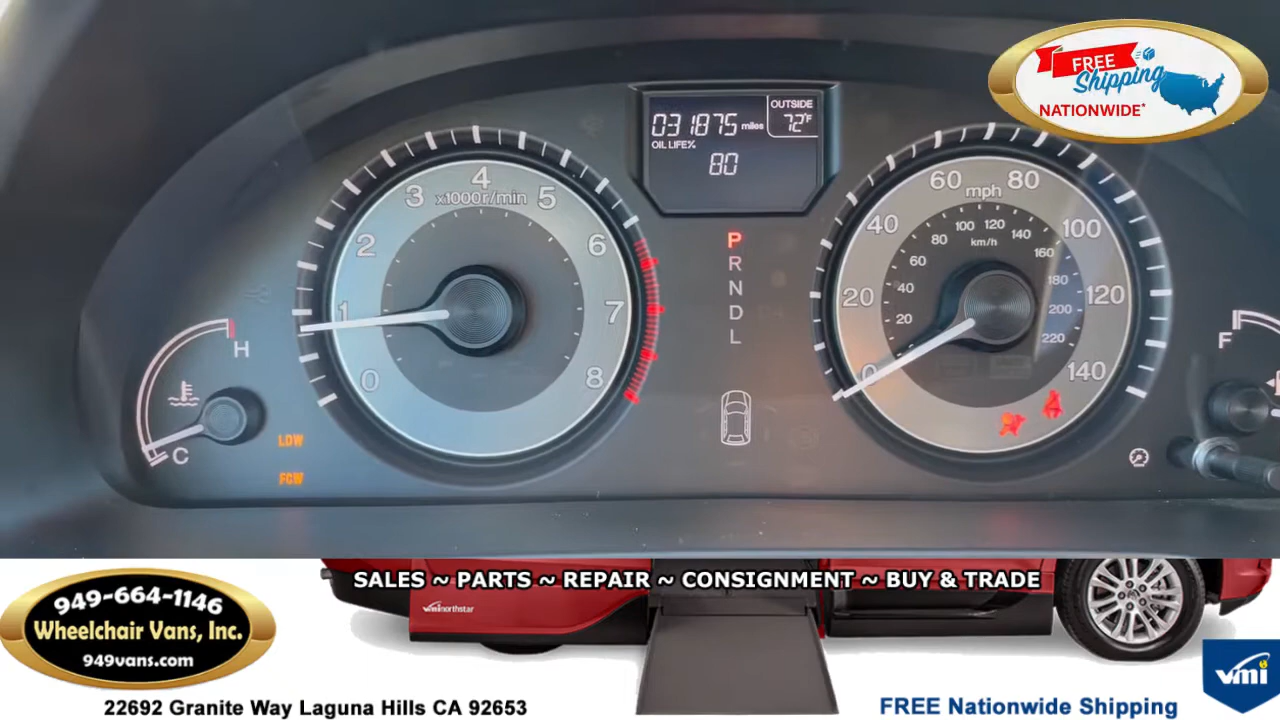 FREE
Shipping
NATIONWIDE*
031875 miles
OUTSIDE
72°F
OIL LIFE%
80
0 1 2 3 4 5 6 7 8
x1000r/min
P
R
N
D
L
0 20 40 60 80 100 120 140
mph
20 40 60 80 100 120 140 160 180 200 220
km/h
H
C
F
LDW
FCW
SALES ~ PARTS ~ REPAIR ~ CONSIGNMENT ~ BUY & TRADE
vmi northstar
949-664-1146
Wheelchair Vans, Inc.
949vans.com
22692 Granite Way Laguna Hills CA 92653
FREE Nationwide Shipping
vmi